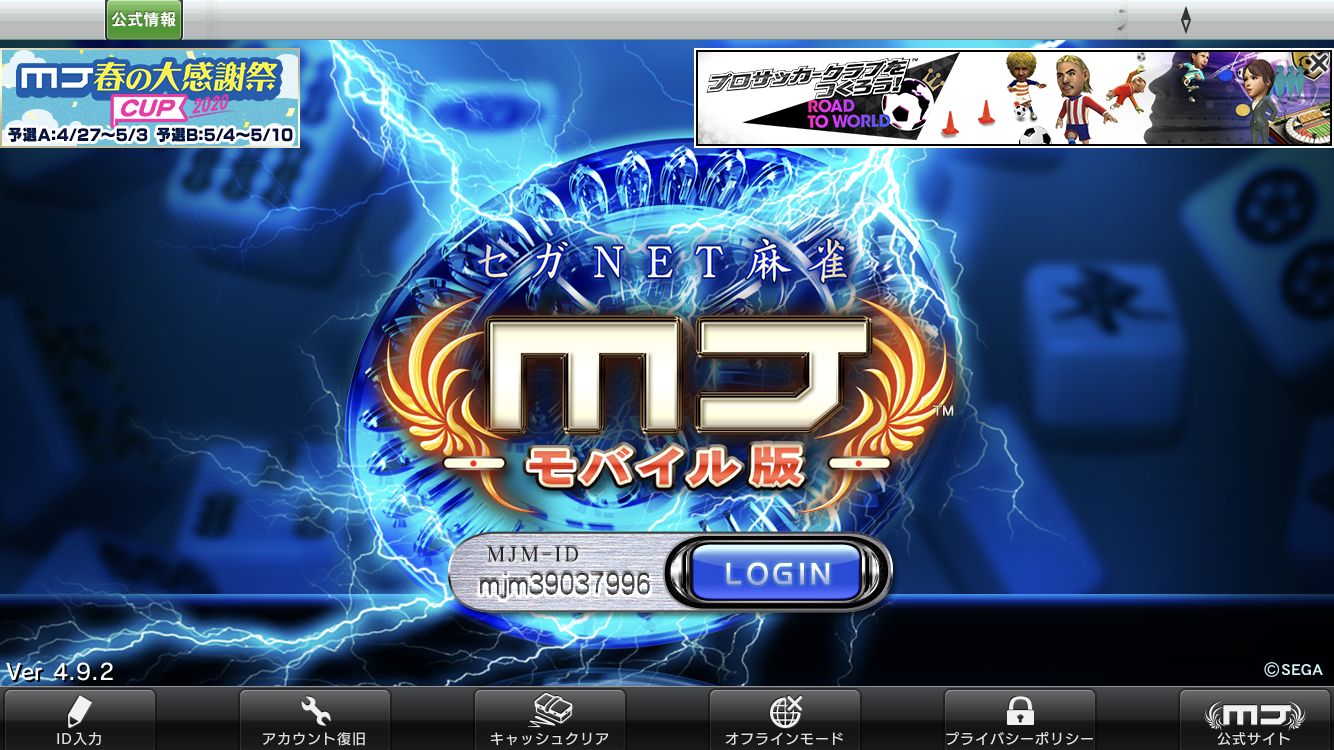 公式情報
MJ春の大感謝祭
CUP 2020
予選A:4/27〜5/3 予選B:5/4〜5/10
プロサッカークラブを
つくろう!
ROAD
TO WORLD
セガNET麻雀
MJ
TM
モバイル版
MJM-ID
mjm39037996
LOGIN
Ver 4.9.2
©SEGA
ID入力
アカウント復旧
キャッシュクリア
オフラインモード
プライバシーポリシー
MJ
公式サイト